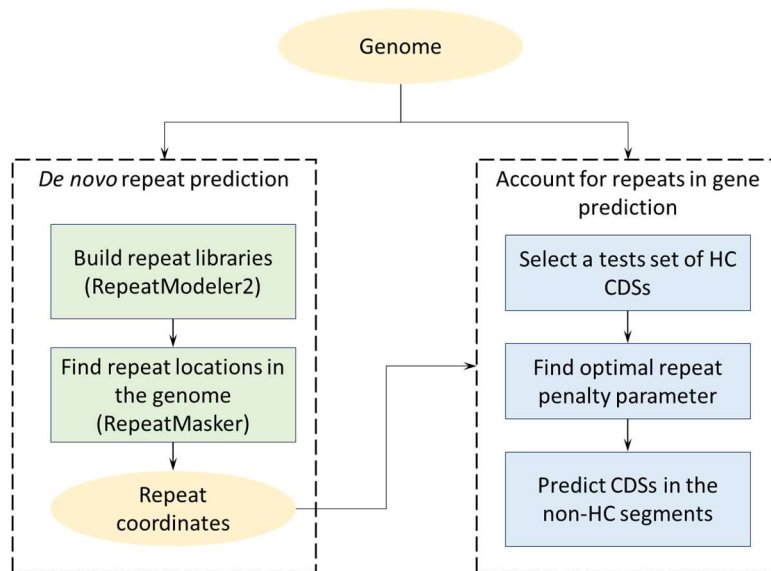 Genome
De novo repeat prediction
Build repeat libraries
(RepeatModeler2)
Find repeat locations in
the genome
(RepeatMasker)
Repeat
coordinates
Account for repeats in gene
prediction
Select a tests set of HC
CDSs
Find optimal repeat
penalty parameter
Predict CDSs in the
non-HC segments